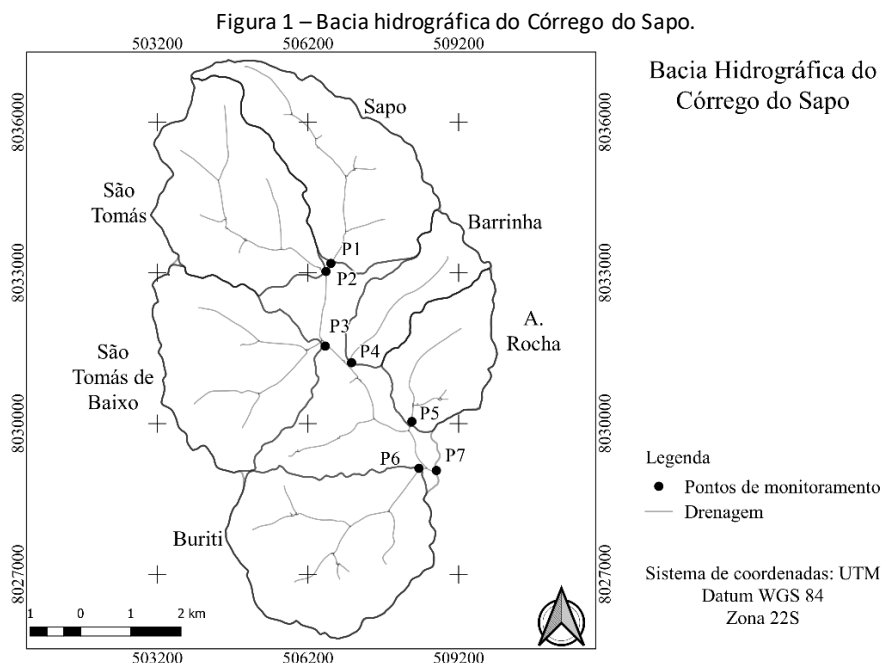 Figura 1 – Bacia hidrográfica do Córrego do Sapo.
503200 506200 509200
Bacia Hidrográfica do
Córrego do Sapo
8036000
8036000
Sapo
São
Tomás
Barrinha
P1
P2
8033000
8033000
P3
P4
A.
Rocha
São
Tomás de
Baixo
8030000
8030000
P5
P6
P7
Legenda
Pontos de monitoramento
Drenagem
Buriti
8027000
8027000
Sistema de coordenadas: UTM
Datum WGS 84
Zona 22S
1 0 1 2 km
503200 506200 509200